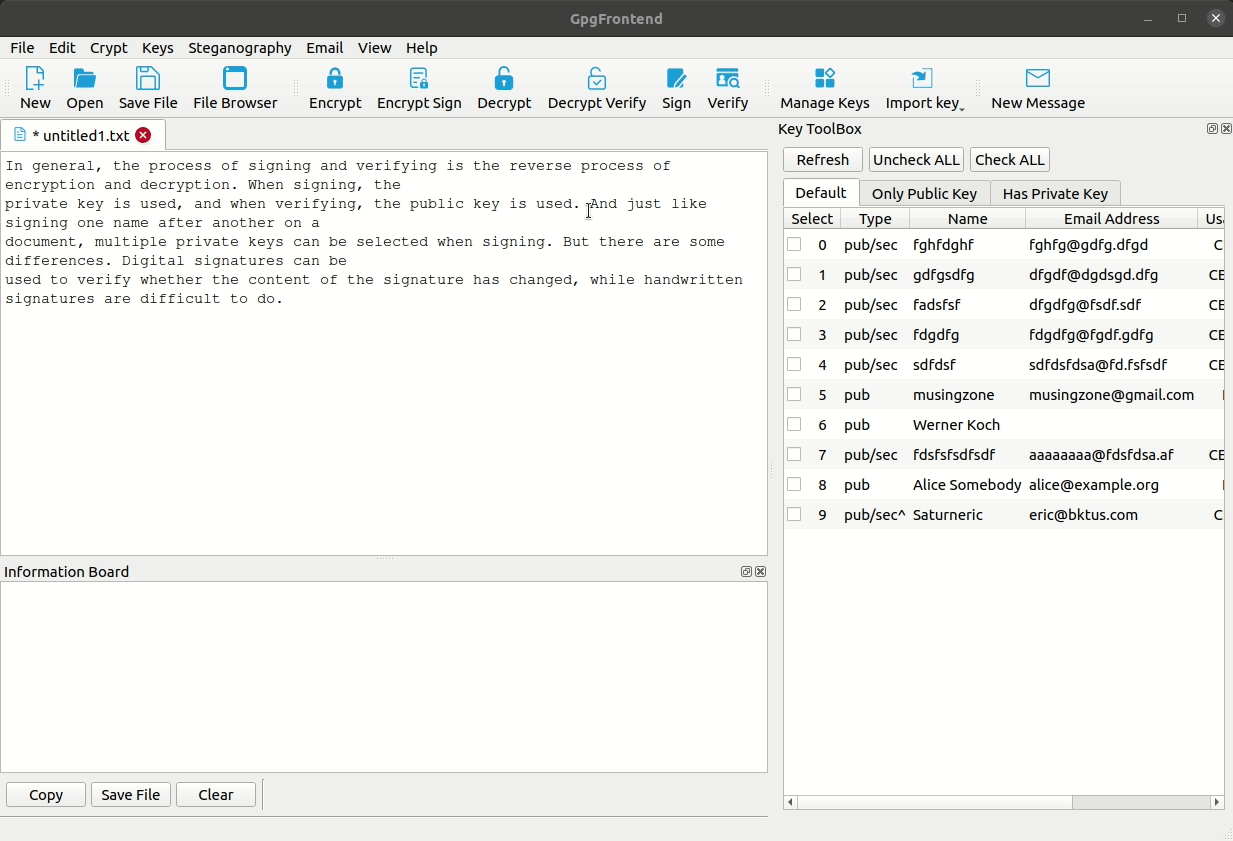 GpgFrontend
File Edit Crypt Keys Steganography Email View Help
New Open Save File File Browser Encrypt Encrypt Sign Decrypt Decrypt Verify Sign Verify Manage Keys Import key New Message
* untitled1.txt
In general, the process of signing and verifying is the reverse process of
encryption and decryption. When signing, the
private key is used, and when verifying, the public key is used. And just like
signing one name after another on a
document, multiple private keys can be selected when signing. But there are some
differences. Digital signatures can be
used to verify whether the content of the signature has changed, while handwritten
signatures are difficult to do.
Information Board
Copy Save File Clear
Key ToolBox
Refresh Uncheck ALL Check ALL
Default Only Public Key Has Private Key
Select Type Name Email Address Usa
0 pub/sec fghfdghf fghfg@gdfg.dfgd C
1 pub/sec gdfgsdfg dfgdf@dgdsgd.dfg CE
2 pub/sec fadsfsf dfgdfg@fsdf.sdf CE
3 pub/sec fdgdfg fdgdfg@fgdf.gdfg CE
4 pub/sec sdfdsf sdfdsfdsa@fd.fsfsdf CE
5 pub musingzone musingzone@gmail.com
6 pub Werner Koch
7 pub/sec fdsfsfsdfsdf aaaaaaaa@fdsfdsa.af CE
8 pub Alice Somebody alice@example.org
9 pub/sec^ Saturneric eric@bktus.com C